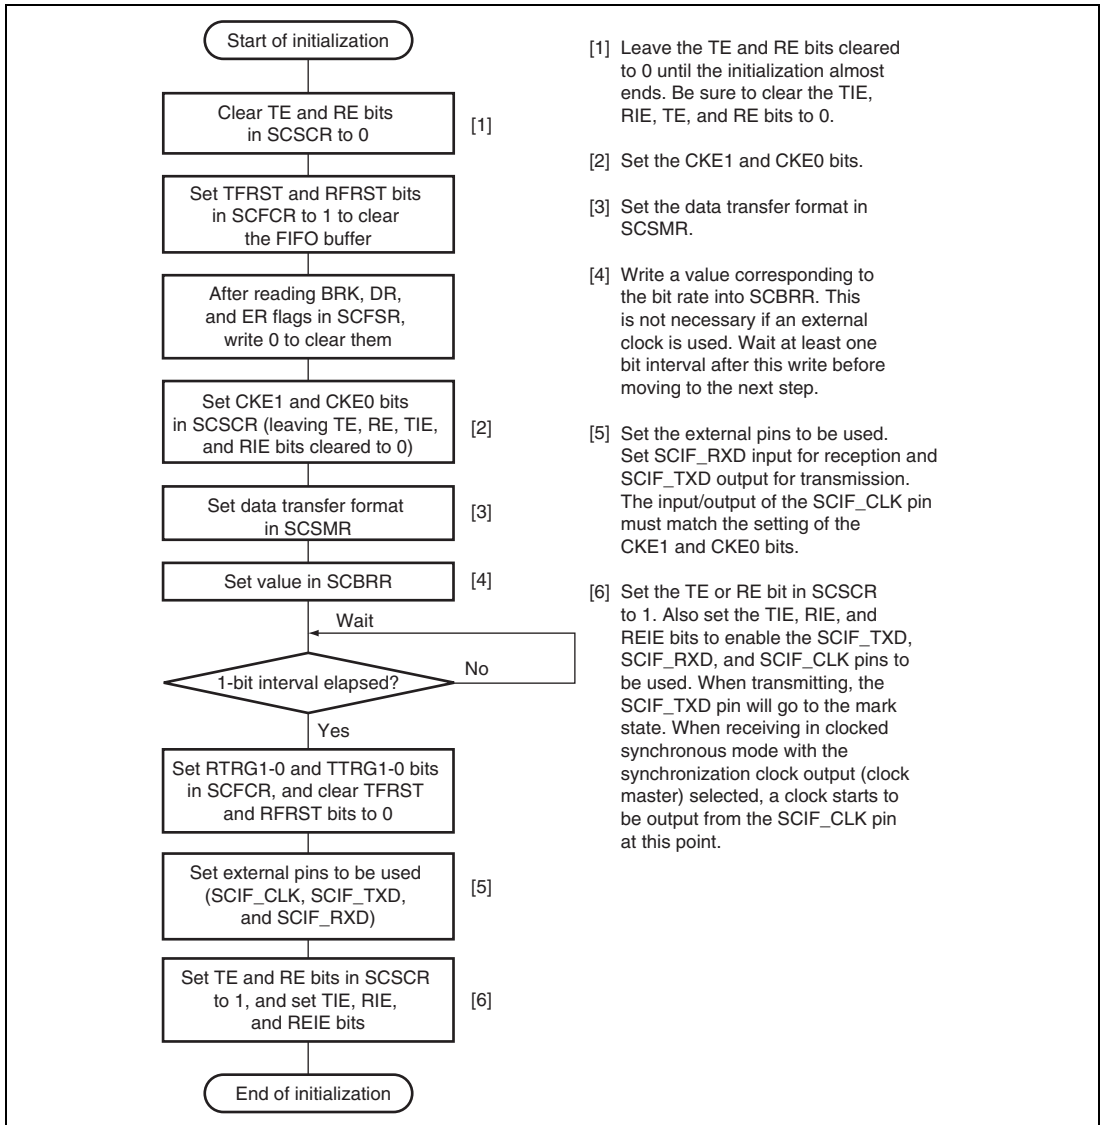 Start of initialization
Clear TE and RE bits
in SCSCR to 0
[1]
Set TFRST and RFRST bits
in SCFCR to 1 to clear
the FIFO buffer
After reading BRK, DR,
and ER flags in SCFSR,
write 0 to clear them
Set CKE1 and CKE0 bits
in SCSCR (leaving TE, RE, TIE,
and RIE bits cleared to 0)
[2]
Set data transfer format
in SCSMR
[3]
Set value in SCBRR
[4]
Wait
1-bit interval elapsed?
No
Yes
Set RTRG1-0 and TTRG1-0 bits
in SCFCR, and clear TFRST
and RFRST bits to 0
Set external pins to be used
(SCIF_CLK, SCIF_TXD,
and SCIF_RXD)
[5]
Set TE and RE bits in SCSCR
to 1, and set TIE, RIE,
and REIE bits
[6]
End of initialization
[1] Leave the TE and RE bits cleared
to 0 until the initialization almost
ends. Be sure to clear the TIE,
RIE, TE, and RE bits to 0.
[2] Set the CKE1 and CKE0 bits.
[3] Set the data transfer format in
SCSMR.
[4] Write a value corresponding to
the bit rate into SCBRR. This
is not necessary if an external
clock is used. Wait at least one
bit interval after this write before
moving to the next step.
[5] Set the external pins to be used.
Set SCIF_RXD input for reception and
SCIF_TXD output for transmission.
The input/output of the SCIF_CLK pin
must match the setting of the
CKE1 and CKE0 bits.
[6] Set the TE or RE bit in SCSCR
to 1. Also set the TIE, RIE, and
REIE bits to enable the SCIF_TXD,
SCIF_RXD, and SCIF_CLK pins to
be used. When transmitting, the
SCIF_TXD pin will go to the mark
state. When receiving in clocked
synchronous mode with the
synchronization clock output (clock
master) selected, a clock starts to
be output from the SCIF_CLK pin
at this point.